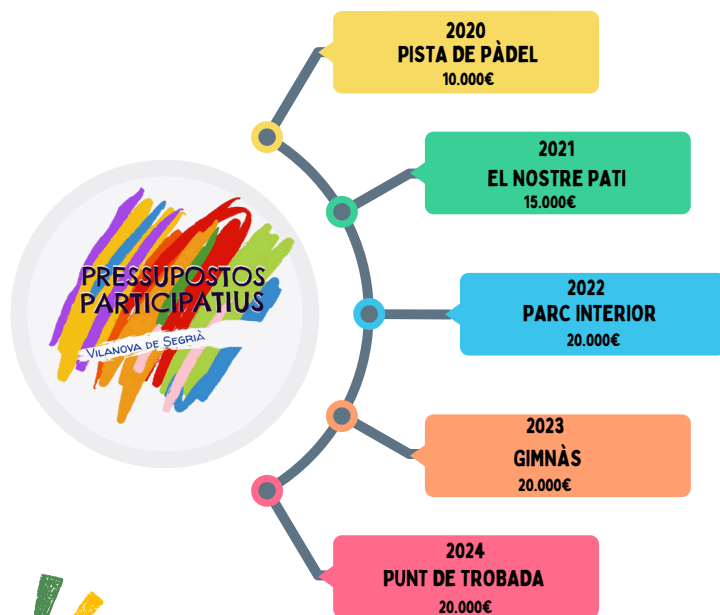 2020
PISTA DE PÀDEL
10.000€
2021
EL NOSTRE PATI
15.000€
PRESSUPOSTOS
PARTICIPATIUS
VILANOVA DE SEGRIÀ
2022
PARC INTERIOR
20.000€
2023
GIMNÀS
20.000€
2024
PUNT DE TROBADA
20.000€